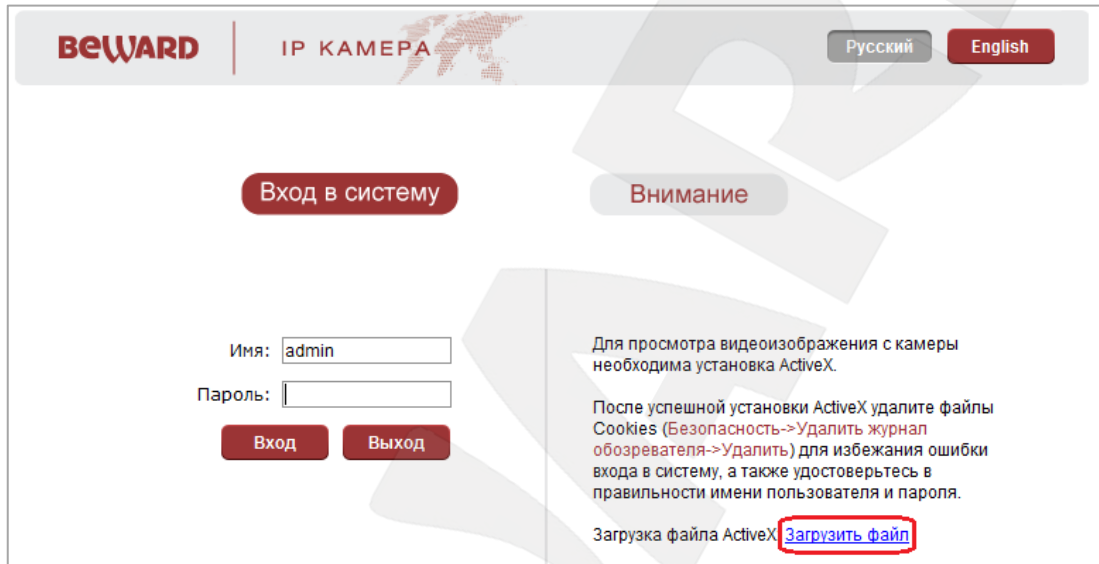 BEWARD
IP КАМЕРА
Русский
English
Вход в систему
Внимание
Имя: admin
Пароль:
Вход
Выход
Для просмотра видеоизображения с камеры
необходима установка ActiveX.
После успешной установки ActiveX удалите файлы
Cookies (Безопасность->Удалить журнал
обозревателя->Удалить) для избежания ошибки
входа в систему, а также удостоверьтесь в
правильности имени пользователя и пароля.
Загрузка файла ActiveX Загрузить файл